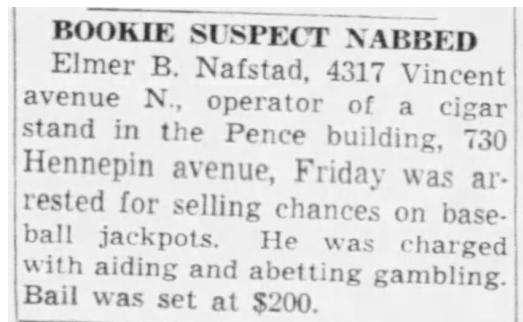 BOOKIE SUSPECT NABBED
Elmer B. Nafstad, 4317 Vincent
avenue N., operator of a cigar
stand in the Pence building, 730
Hennepin avenue, Friday was ar-
rested for selling chances on base-
ball jackpots. He was charged
with aiding and abetting gambling.
Bail was set at $200.